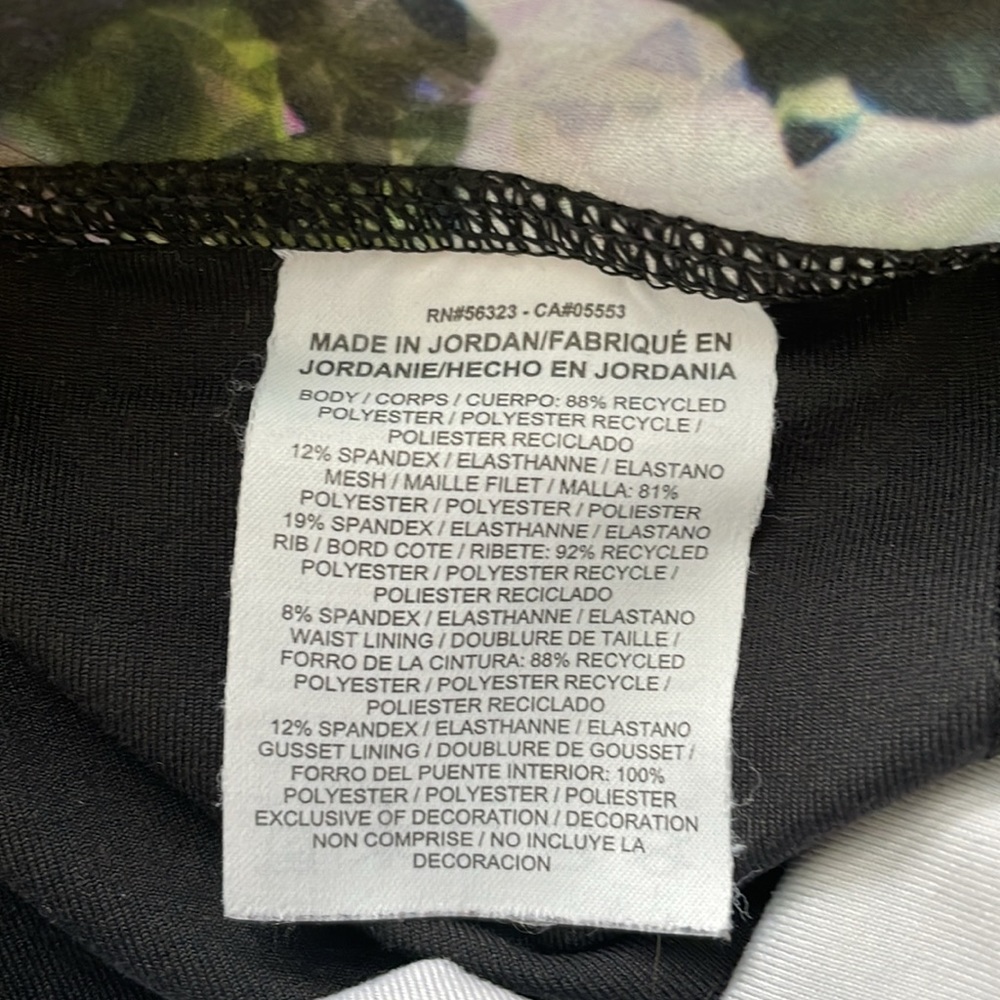 RN#56323 - CA#05553
MADE IN JORDAN/FABRIQUÉ EN
JORDANIE/HECHO EN JORDANIA
BODY / CORPS / CUERPO: 88% RECYCLED
POLYESTER / POLYESTER RECYCLE /
POLIESTER RECICLADO
12% SPANDEX / ELASTHANNE / ELASTANO
MESH / MAILLE FILET / MALLA: 81%
POLYESTER / POLYESTER / POLIESTER
19% SPANDEX / ELASTHANNE / ELASTANO
RIB / BORD COTE / RIBETE: 92% RECYCLED
POLYESTER / POLYESTER RECYCLE /
POLIESTER RECICLADO
8% SPANDEX / ELASTHANNE / ELASTANO
WAIST LINING / DOUBLURE DE TAILLE /
FORRO DE LA CINTURA: 88% RECYCLED
POLYESTER / POLYESTER RECYCLE /
POLIESTER RECICLADO
12% SPANDEX / ELASTHANNE / ELASTANO
GUSSET LINING / DOUBLURE DE GOUSSET /
FORRO DEL PUENTE INTERIOR: 100%
POLYESTER / POLYESTER / POLIESTER
EXCLUSIVE OF DECORATION / DECORATION
NON COMPRISE / NO INCLUYE LA
DECORACION